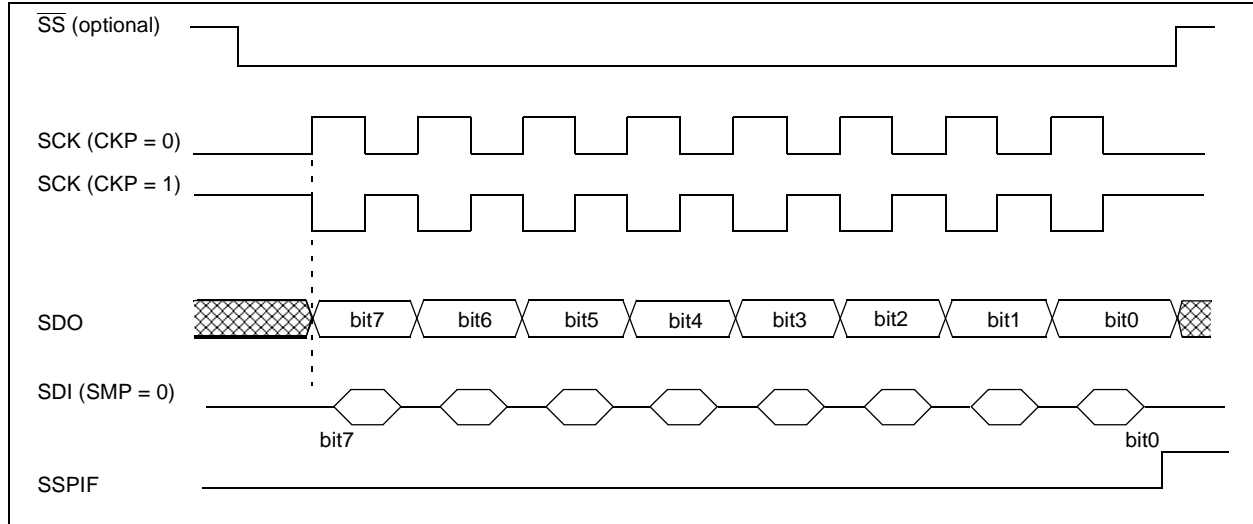 SS (optional)
SCK (CKP = 0)
SCK (CKP = 1)
SDO
bit7 bit6 bit5 bit4 bit3 bit2 bit1 bit0
SDI (SMP = 0)
bit7 bit0
SSPIF